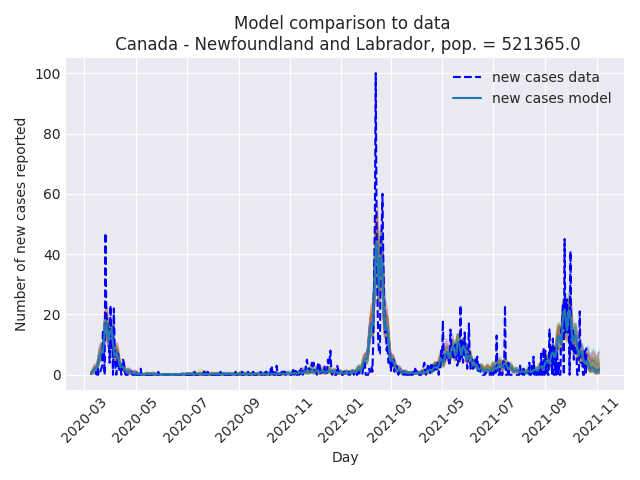 Model comparison to data
Canada - Newfoundland and Labrador, pop. = 521365.0
new cases data
new cases model
Number of new cases reported
100
80
60
40
20
0
2020-03
2020-05
2020-07
2020-09
2020-11
2021-01
2021-03
2021-05
2021-07
2021-09
2021-11
Day